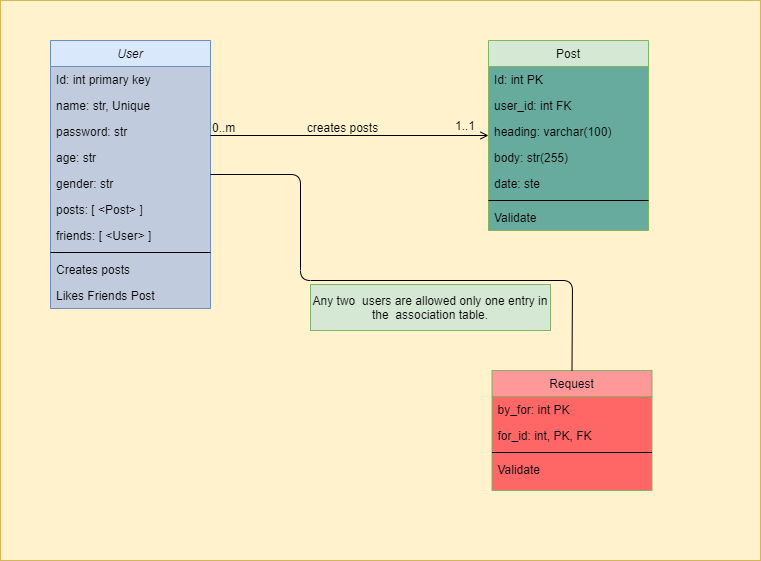 User
Id: int primary key
name: str, Unique
password: str
age: str
gender: str
posts: [ <Post> ]
friends: [ <User> ]
Creates posts
Likes Friends Post
0..m
creates posts
1..1
Post
Id: int PK
user_id: int FK
heading: varchar(100)
body: str(255)
date: ste
Validate
Any two  users are allowed only one entry in
the  association table.
Request
by_for: int PK
for_id: int, PK, FK
Validate